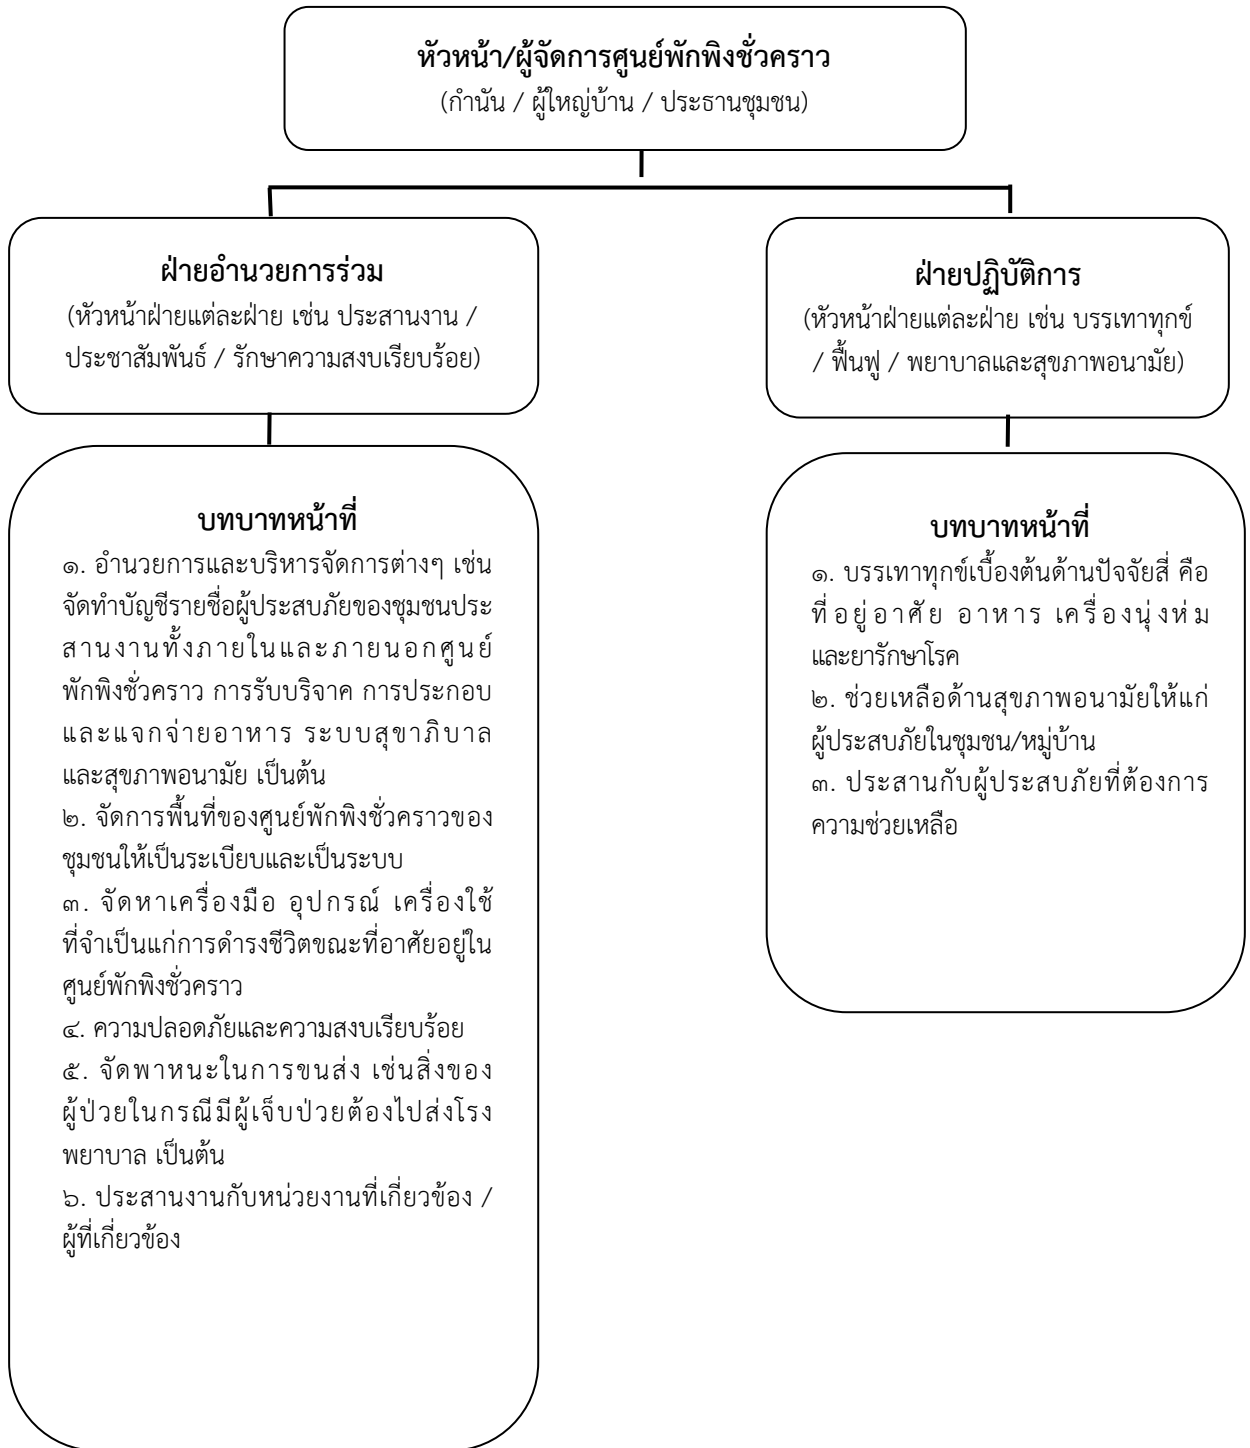 หัวหน้า/ผู้จัดการศูนย์พักพิงชั่วคราว
(กำนัน / ผู้ใหญ่บ้าน / ประธานชุมชน)
ฝ่ายอำนวยการร่วม
(หัวหน้าฝ่ายแต่ละฝ่าย เช่น ประสานงาน /
ประชาสัมพันธ์ / รักษาความสงบเรียบร้อย)
ฝ่ายปฏิบัติการ
(หัวหน้าฝ่ายแต่ละฝ่าย เช่น บรรเทาทุกข์
/ ฟื้นฟู / พยาบาลและสุขภาพอนามัย)
บทบาทหน้าที่
๑. อำนวยการและบริหารจัดการต่างๆ เช่น
จัดทำบัญชีรายชื่อผู้ประสบภัยของชุมชนประ
สานงานทั้งภายในและภายนอกศูนย์
พักพิงชั่วคราว การรับบริจาค การประกอบ
และแจกจ่ายอาหาร ระบบสุขาภิบาล
และสุขภาพอนามัย เป็นต้น
๒. จัดการพื้นที่ของศูนย์พักพิงชั่วคราวของ
ชุมชนให้เป็นระเบียบและเป็นระบบ
๓. จัดหาเครื่องมือ อุปกรณ์ เครื่องใช้
ที่จำเป็นแก่การดำรงชีวิตขณะที่อาศัยอยู่ใน
ศูนย์พักพิงชั่วคราว
๔. ความปลอดภัยและความสงบเรียบร้อย
๕. จัดพาหนะในการขนส่ง เช่นสิ่งของ
ผู้ป่วยในกรณีมีผู้เจ็บป่วยต้องไปส่งโรง
พยาบาล เป็นต้น
๖. ประสานงานกับหน่วยงานที่เกี่ยวข้อง /
ผู้ที่เกี่ยวข้อง
บทบาทหน้าที่
๑. บรรเทาทุกข์เบื้องต้นด้านปัจจัยสี่ คือ
ที่อยู่อาศัย อาหาร เครื่องนุ่งห่ม
และยารักษาโรค
๒. ช่วยเหลือด้านสุขภาพอนามัยให้แก่
ผู้ประสบภัยในชุมชน/หมู่บ้าน
๓. ประสานกับผู้ประสบภัยที่ต้องการ
ความช่วยเหลือ